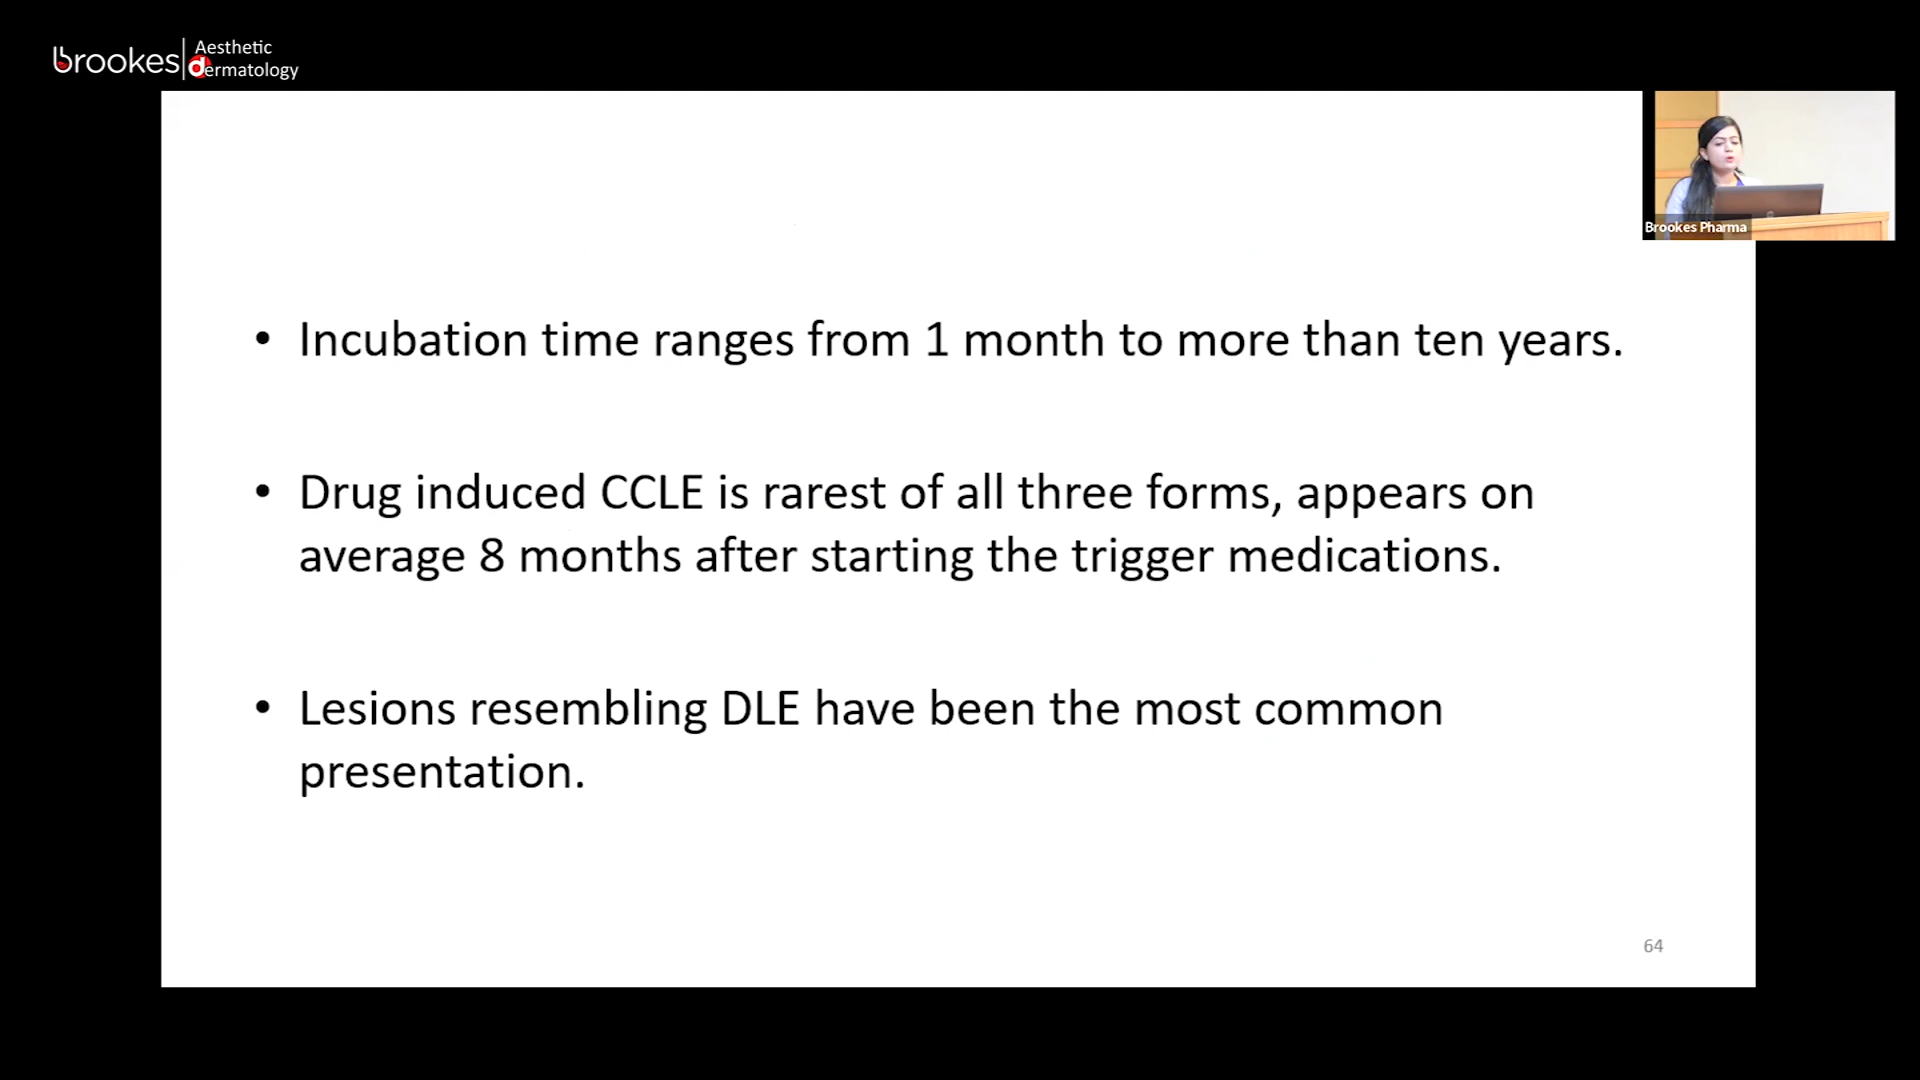 brookes
Aesthetic
dermatology
Brookes Pharma
• Incubation time ranges from 1 month to more than ten years.
• Drug induced CCLE is rarest of all three forms, appears on
average 8 months after starting the trigger medications.
• Lesions resembling DLE have been the most common
presentation.
64